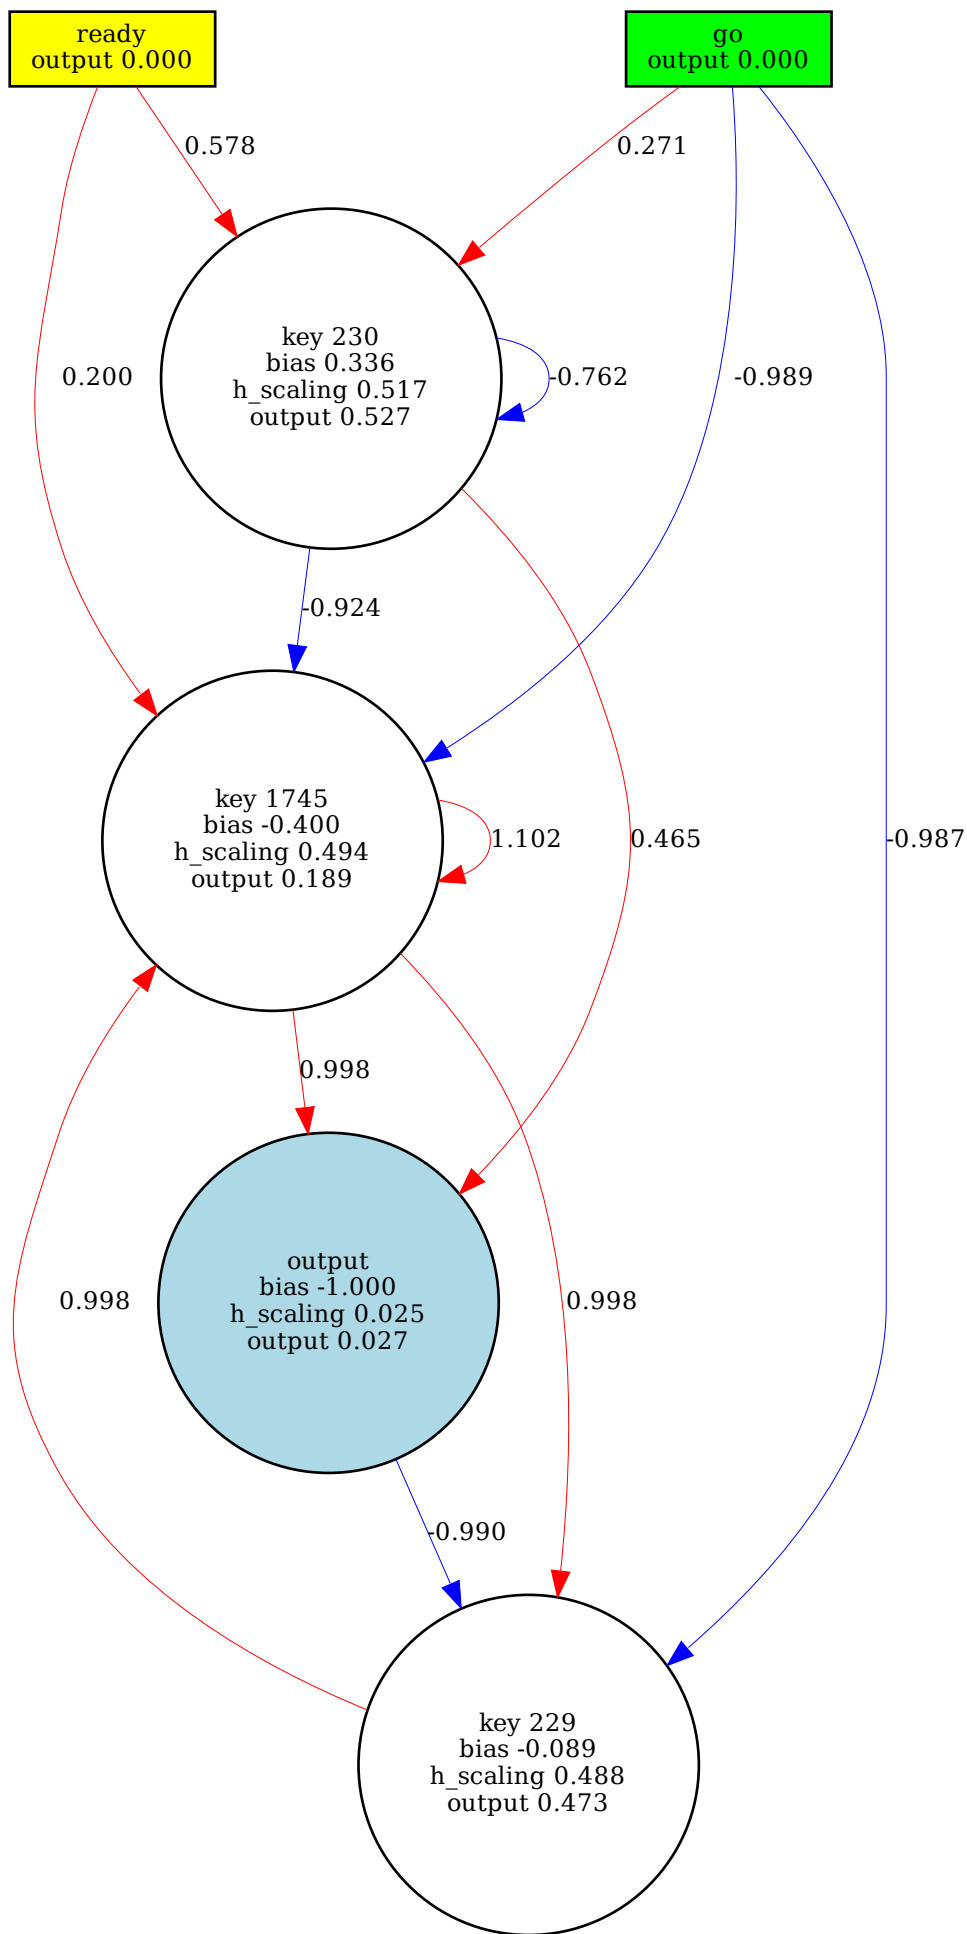 ready
output 0.000
go
output 0.000
0.578
0.271
key 230
bias 0.336
h_scaling 0.517
output 0.527
0.200
-0.762
-0.989
-0.924
key 1745
bias -0.400
h_scaling 0.494
output 0.189
1.102
0.465
-0.987
0.998
output
bias -1.000
h_scaling 0.025
output 0.027
0.998
0.998
-0.990
key 229
bias -0.089
h_scaling 0.488
output 0.473